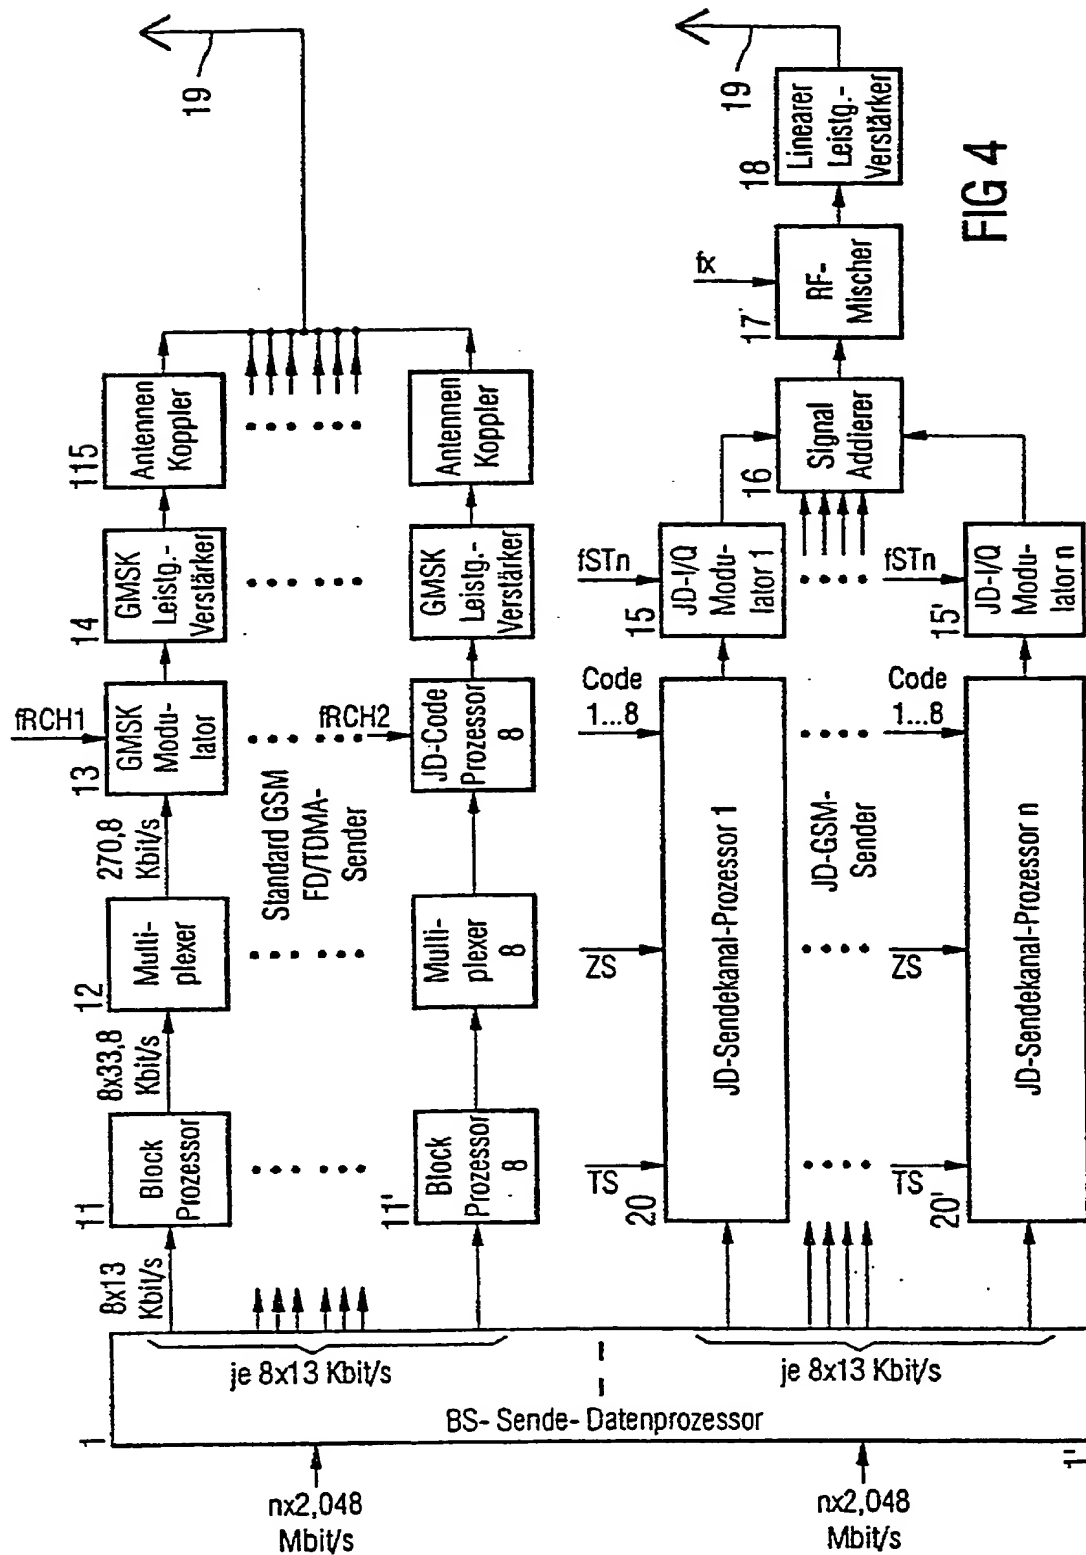 19
115
Antennen
Koppler
Antennen
Koppler
14
GMSK
Leistg.-
Verstärker
GMSK
Leistg.-
Verstärker
fRCH1
13
GMSK
Modu-
lator
fRCH2
JD-Code
Prozessor
8
270,8
Kbit/s
Standard GSM
FD/TDMA-
Sender
12
Multi-
plexer
Multi-
plexer
8
8x33,8
Kbit/s
11
Block
Prozessor
11'
Block
Prozessor
8
8x13
Kbit/s
je 8x13 Kbit/s
1
BS- Sende- Datenprozessor
nx2,048
Mbit/s
19
18
Linearer
Leistg.-
Verstärker
FIG 4
fx
17
RF-
Mischer
16
Signal
Addierer
fSTn
15
JD-I/Q
Modu-
lator 1
fSTn
15'
JD-I/Q
Modu-
lator n
Code
1...8
Code
1...8
JD-Sendekanal-Prozessor 1
JD-GSM-
Sender
JD-Sendekanal-Prozessor n
ZS
ZS
TS
20
TS
20'
je 8x13 Kbit/s
1'
nx2,048
Mbit/s